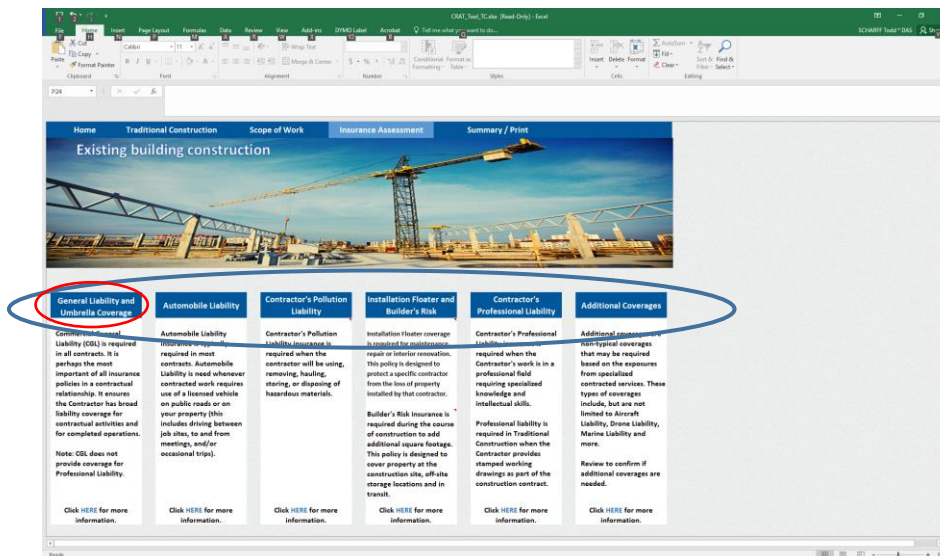 CRAT_Test_TC.xlsx [Read-Only] - Excel
File Home Insert Page Layout Formulas Data Review View Add-ins DYMO Label Acrobat Tell me what you want to do...
SCHARFF Todd * DAS
Cut
Copy
Format Painter
Paste
Calibri 11
Wrap Text
Merge & Center
Conditional Formatting
Format as Table
Insert Delete Format
AutoSum
Fill
Clear
Sort & Filter
Find & Select
Clipboard Font Alignment Number Styles Cells Editing
P24
Home Traditional Construction Scope of Work Insurance Assessment Summary / Print
Existing building construction
General Liability and
Umbrella Coverage
Commercial General
Liability (CGL) is required
in all contracts. It is
perhaps the most
important of all insurance
policies in a contractual
relationship. It ensures
the Contractor has broad
liability coverage for
contractual activities and
for completed operations.
Note: CGL does not
provide coverage for
Professional Liability.
Click HERE for more
information.
Automobile Liability
Automobile Liability
insurance is typically
required in most
contracts. Automobile
Liability is need whenever
contracted work requires
use of a licensed vehicle
on public roads or on
your property (this
includes driving between
job sites, to and from
meetings, and/or
occasional trips).
Click HERE for more
information.
Contractor's Pollution
Liability
Contractor's Pollution
Liability insurance is
required when the
contractor will be using,
removing, hauling,
storing, or disposing of
hazardous materials.
Click HERE for more
information.
Installation Floater and
Builder's Risk
Installation Floater coverage
is required for maintenance
repair or interior renovation.
This policy is designed to
protect a specific contractor
from the loss of property
installed by that contractor.
Builder's Risk insurance is
required during the course
of construction to add
additional square footage.
This policy is designed to
cover property at the
construction site, off-site
storage locations and in
transit.
Click HERE for more
information.
Contractor's
Professional Liability
Contractor's Professional
Liability insurance is
required when the
Contractor's work is in a
professional field
requiring specialized
knowledge and
intellectual skills.
Professional liability is
required in Traditional
Construction when the
Contractor provides
stamped working
drawings as part of the
construction contract.
Click HERE for more
information.
Additional Coverages
Additional coverages are
non-typical coverages
that may be required
based on the exposures
from specialized
contracted services. These
types of coverages
include, but are not
limited to Aircraft
Liability, Drone Liability,
Marine Liability and
more.
Review to confirm if
additional coverages are
needed.
Click HERE for more
information.
Ready